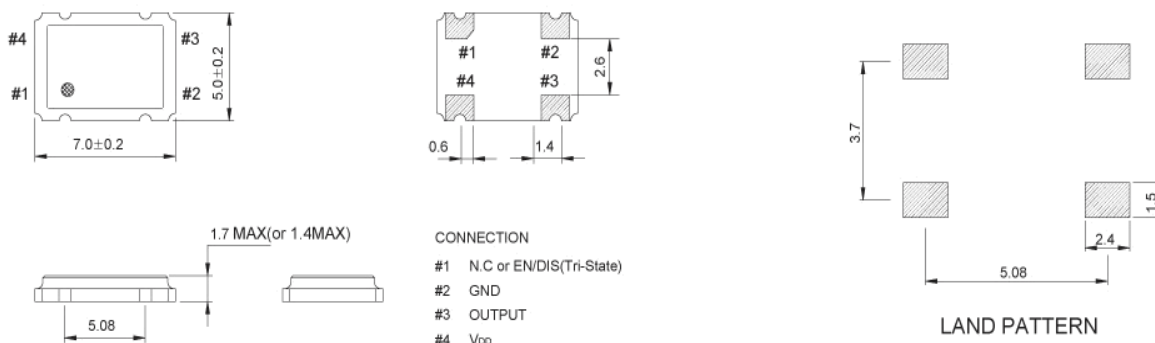 #4
#3
#1
#2
5.0±0.2
7.0±0.2
#1
#2
#4
#3
2.6
0.6
1.4
3.7
1.5
2.4
5.08
LAND PATTERN
1.7 MAX(or 1.4MAX)
5.08
CONNECTION
#1 N.C or EN/DIS(Tri-State)
#2 GND
#3 OUTPUT
#4 VDD